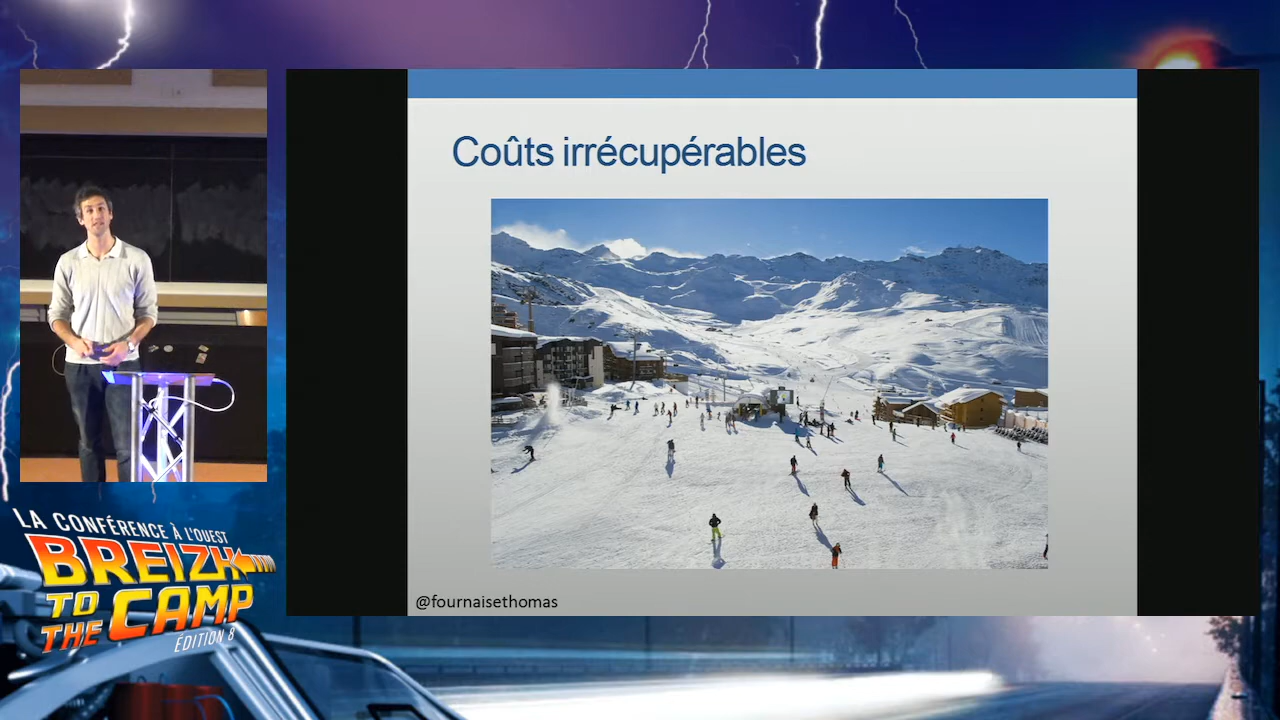 Coûts irrécupérables
@fournaisethomas
LA CONFÉRENCE À L'OUEST
BREIZH
TO
THE CAMP
ÉDITION 8